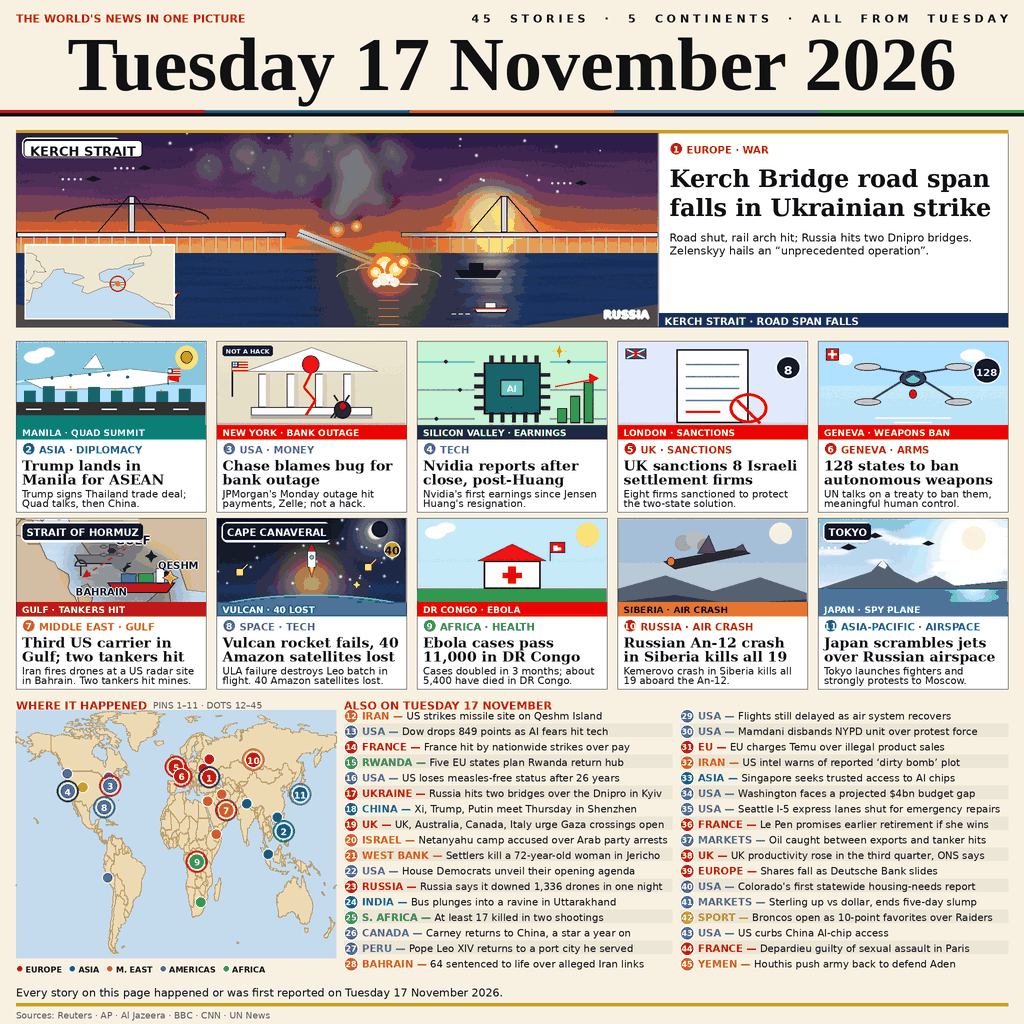 THE WORLD'S NEWS IN ONE PICTURE
45 STORIES · 5 CONTINENTS · ALL FROM TUESDAY
Tuesday 17 November 2026
KERCH STRAIT
RUSSIA
1 EUROPE · WAR
Kerch Bridge road span
falls in Ukrainian strike
Road shut, rail arch hit; Russia hits two Dnipro bridges.
Zelenskyy hails an “unprecedented operation”.
KERCH STRAIT · ROAD SPAN FALLS
MANILA · QUAD SUMMIT
2 ASIA · DIPLOMACY
Trump lands in
Manila for ASEAN
Trump signs Thailand trade deal;
Quad talks, then China.
NOT A HACK
NEW YORK · BANK OUTAGE
3 USA · MONEY
Chase blames bug for
bank outage
JPMorgan's Monday outage hit
payments, Zelle; not a hack.
AI
SILICON VALLEY · EARNINGS
4 TECH
Nvidia reports after
close, post-Huang
Nvidia's first earnings since Jensen
Huang's resignation.
8
LONDON · SANCTIONS
5 UK · SANCTIONS
UK sanctions 8 Israeli
settlement firms
Eight firms sanctioned to protect
the two-state solution.
128
GENEVA · WEAPONS BAN
6 GENEVA · ARMS
128 states to ban
autonomous weapons
UN talks on a treaty to ban them,
meaningful human control.
STRAIT OF HORMUZ
GULF
QESHM
BAHRAIN
GULF · TANKERS HIT
7 MIDDLE EAST · GULF
Third US carrier in
Gulf; two tankers hit
Iran fires drones at a US radar site
in Bahrain. Two tankers hit mines.
CAPE CANAVERAL
40
VULCAN · 40 LOST
8 SPACE · TECH
Vulcan rocket fails, 40
Amazon satellites lost
ULA failure destroys Leo batch in
flight. 40 Amazon satellites lost.
DR CONGO · EBOLA
9 AFRICA · HEALTH
Ebola cases pass
11,000 in DR Congo
Cases doubled in 3 months; about
5,400 have died in DR Congo.
SIBERIA · AIR CRASH
10 RUSSIA · AIR CRASH
Russian An-12 crash
in Siberia kills all 19
Kemerovo crash in Siberia kills all
19 aboard the An-12.
TOKYO
JAPAN · SPY PLANE
11 ASIA-PACIFIC · AIRSPACE
Japan scrambles jets
over Russian airspace
Tokyo launches fighters and
strongly protests to Moscow.
WHERE IT HAPPENED PINS 1–11 · DOTS 12–45
5
6
1
10
4
3
8
7
11
2
9
EUROPE ASIA M. EAST AMERICAS AFRICA
ALSO ON TUESDAY 17 NOVEMBER
12 IRAN — US strikes missile site on Qeshm Island
13 USA — Dow drops 849 points as AI fears hit tech
14 FRANCE — France hit by nationwide strikes over pay
15 RWANDA — Five EU states plan Rwanda return hub
16 USA — US loses measles-free status after 26 years
17 UKRAINE — Russia hits two bridges over the Dnipro in Kyiv
18 CHINA — Xi, Trump, Putin meet Thursday in Shenzhen
19 UK — UK, Australia, Canada, Italy urge Gaza crossings open
20 ISRAEL — Netanyahu camp accused over Arab party arrests
21 WEST BANK — Settlers kill a 72-year-old woman in Jericho
22 USA — House Democrats unveil their opening agenda
23 RUSSIA — Russia says it downed 1,336 drones in one night
24 INDIA — Bus plunges into a ravine in Uttarakhand
25 S. AFRICA — At least 17 killed in two shootings
26 CANADA — Carney returns to China, a star a year on
27 PERU — Pope Leo XIV returns to a port city he served
28 BAHRAIN — 64 sentenced to life over alleged Iran links
29 USA — Flights still delayed as air system recovers
30 USA — Mamdani disbands NYPD unit over protest force
31 EU — EU charges Temu over illegal product sales
32 IRAN — US intel warns of reported ‘dirty bomb’ plot
33 ASIA — Singapore seeks trusted access to AI chips
34 USA — Washington faces a projected $4bn budget gap
35 USA — Seattle I-5 express lanes shut for emergency repairs
36 FRANCE — Le Pen promises earlier retirement if she wins
37 MARKETS — Oil caught between exports and tanker hits
38 UK — UK productivity rose in the third quarter, ONS says
39 EUROPE — Shares fall as Deutsche Bank slides
40 USA — Colorado's first statewide housing-needs report
41 MARKETS — Sterling up vs dollar, ends five-day slump
42 SPORT — Broncos open as 10-point favorites over Raiders
43 USA — US curbs China AI-chip access
44 FRANCE — Depardieu guilty of sexual assault in Paris
45 YEMEN — Houthis push army back to defend Aden
Every story on this page happened or was first reported on Tuesday 17 November 2026.
Sources: Reuters · AP · Al Jazeera · BBC · CNN · UN News